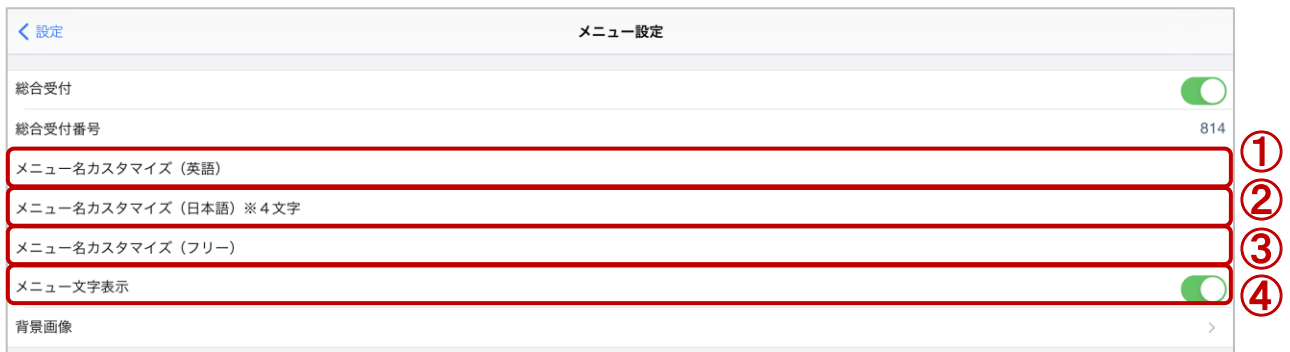 設定
メニュー設定
総合受付
総合受付番号 814
メニュー名カスタマイズ（英語） ①
メニュー名カスタマイズ（日本語）※４文字 ②
メニュー名カスタマイズ（フリー） ③
メニュー文字表示 ④
背景画像